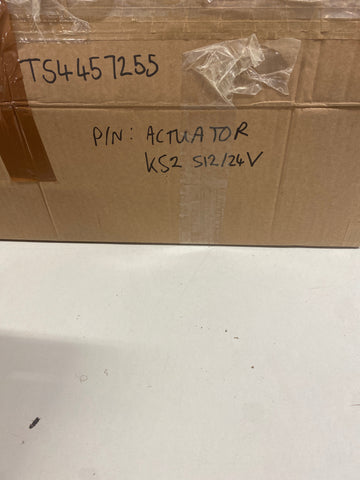 TS4457255
P/N: ACTUATOR
KS2 S12/24V